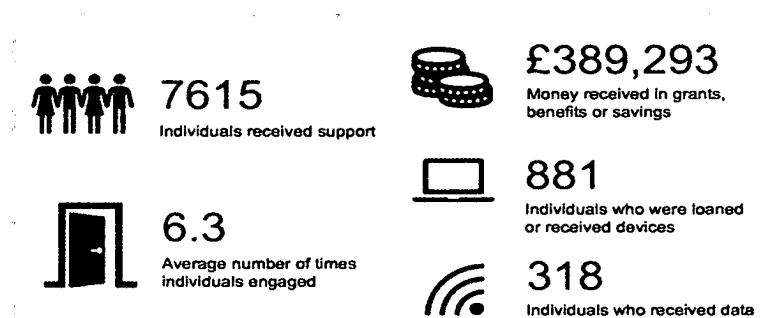 7615
Individuals received support
6.3
Average number of times
individuals engaged
£389,293
Money received in grants,
benefits or savings
881
Individuals who were loaned
or received devices
318
Individuals who received data